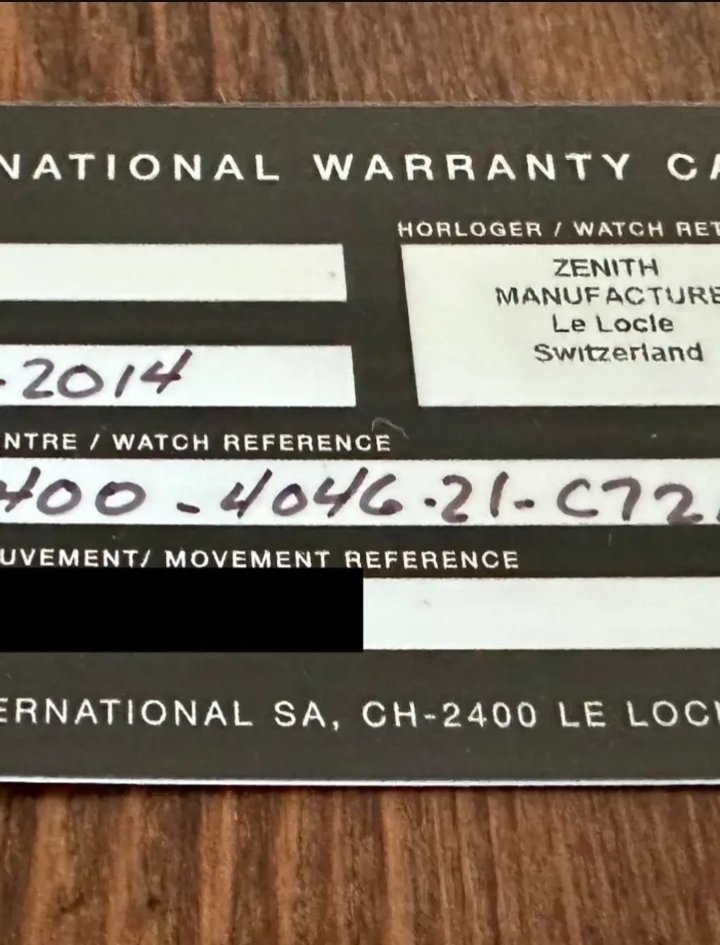 NATIONAL WARRANTY CA
HORLOGER / WATCH RET
ZENITH
MANUFACTURE
Le Locle
Switzerland
-2014
NTRE / WATCH REFERENCE
400-4046.21-C72
UVEMENT/ MOVEMENT REFERENCE
ERNATIONAL SA, CH-2400 LE LOC